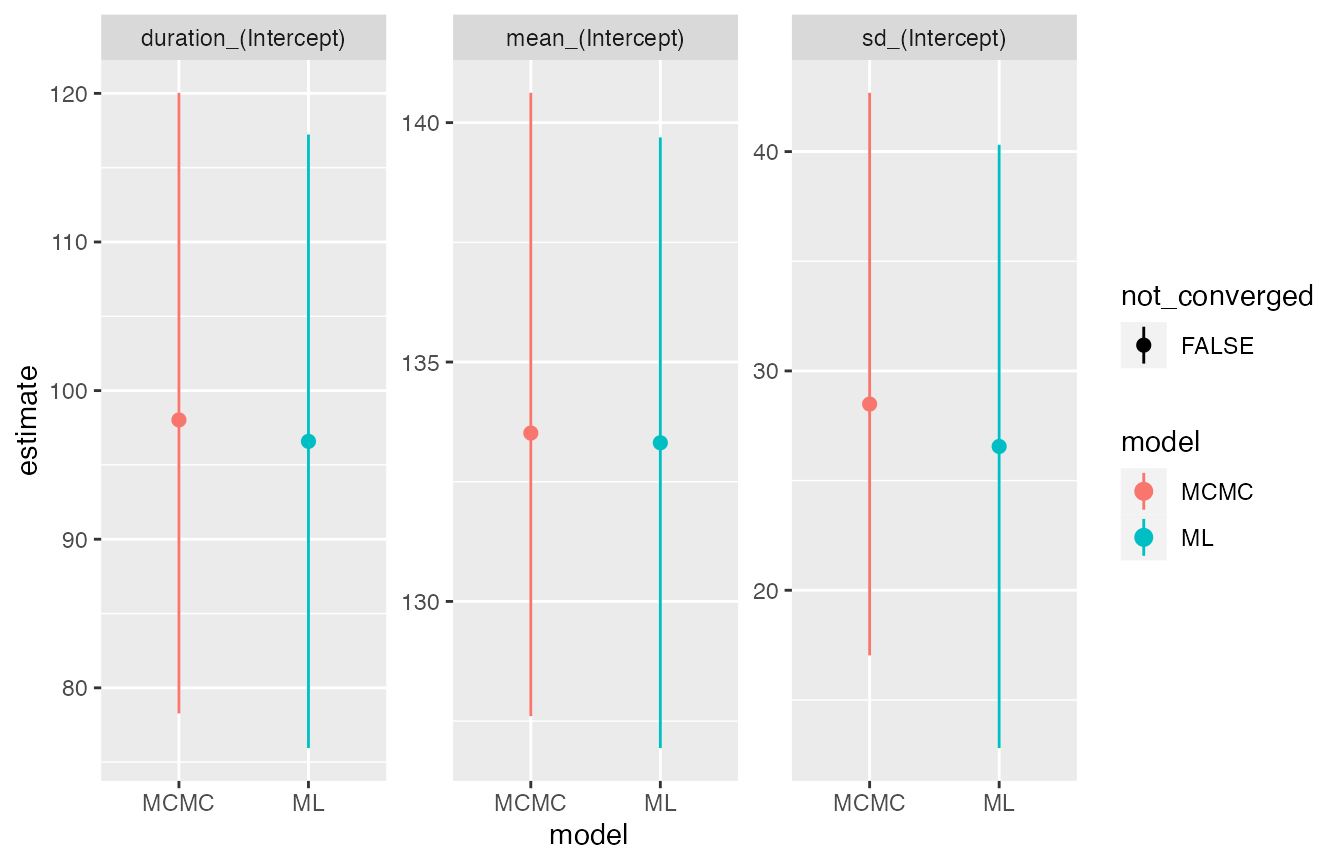 duration_(Intercept)
mean_(Intercept)
sd_(Intercept)
estimate
120
110
100
90
80
140
135
130
40
30
20
MCMC
ML
MCMC
ML
MCMC
ML
model
not_converged
FALSE
model
MCMC
ML